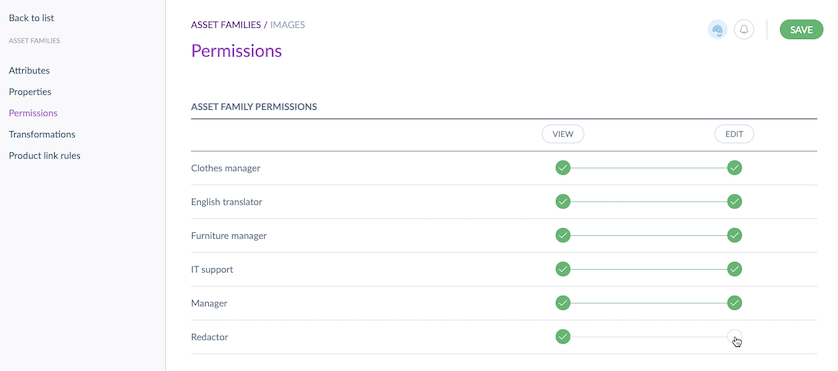 Back to list
ASSET FAMILIES
Attributes
Properties
Permissions
Transformations
Product link rules
ASSET FAMILIES / IMAGES
SAVE
Permissions
ASSET FAMILY PERMISSIONS
VIEW EDIT
Clothes manager
English translator
Furniture manager
IT support
Manager
Redactor